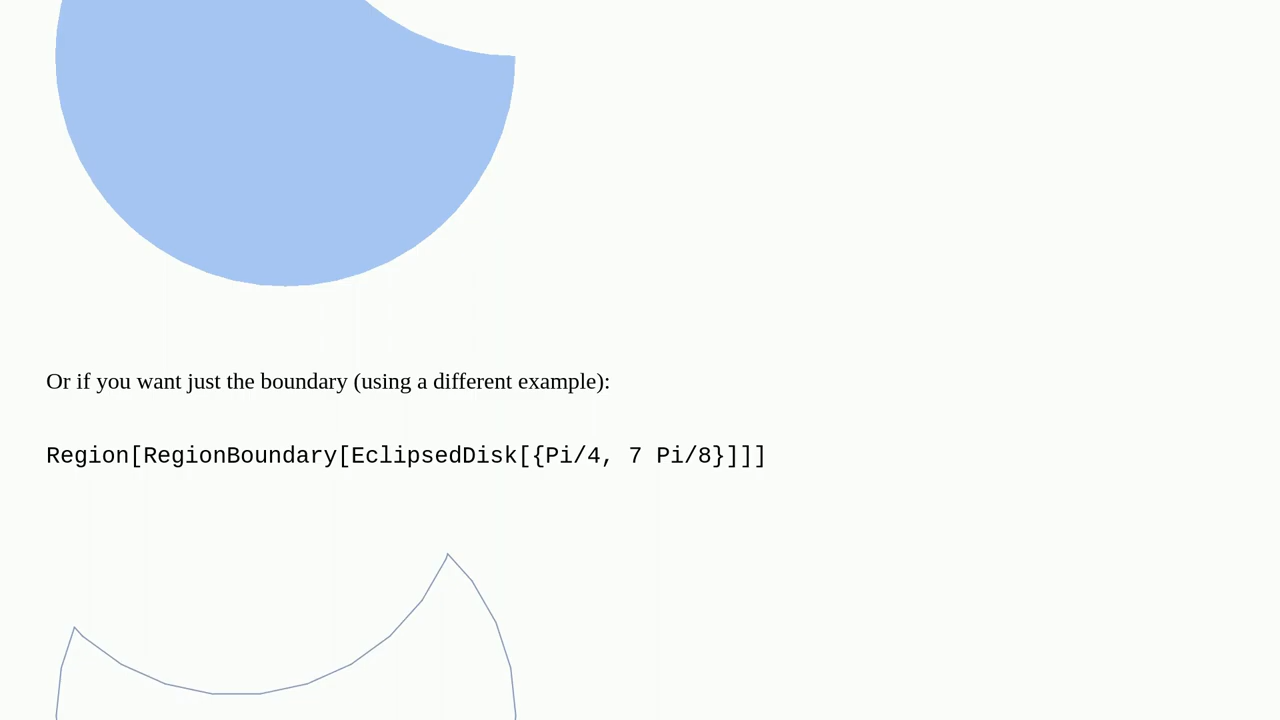 Or if you want just the boundary (using a different example):
Region[RegionBoundary[EclipsedDisk[{Pi/4, 7 Pi/8}]]]